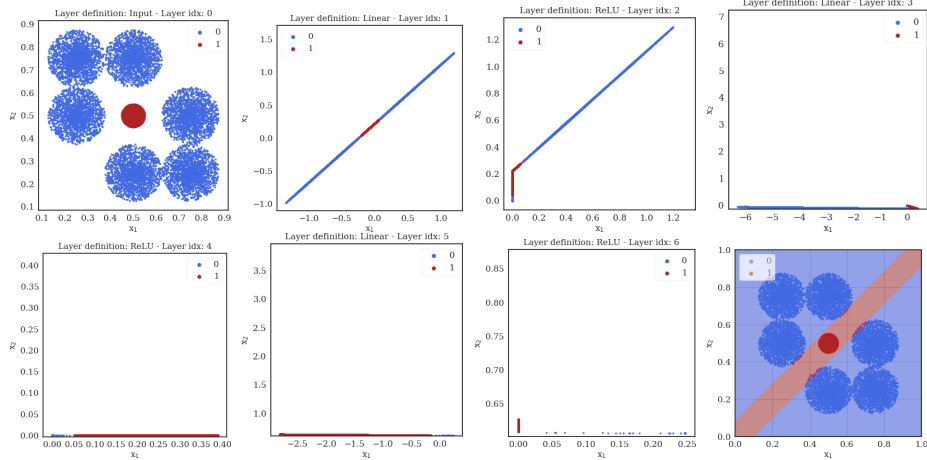 Layer definition: Input - Layer idx: 0
0
1
0.9
0.8
0.7
0.6
0.5
0.4
0.3
0.2
0.1
x2
0.1 0.2 0.3 0.4 0.5 0.6 0.7 0.8 0.9
x1
Layer definition: Linear - Layer idx: 1
0
1
1.5
1.0
0.5
0.0
−0.5
−1.0
x2
−1.0 −0.5 0.0 0.5 1.0
x1
Layer definition: ReLU - Layer idx: 2
0
1
1.2
1.0
0.8
0.6
0.4
0.2
0.0
x2
0.0 0.2 0.4 0.6 0.8 1.0 1.2
x1
Layer definition: Linear - Layer idx: 3
0
1
7
6
5
4
3
2
1
0
x2
−6 −5 −4 −3 −2 −1 0
x1
Layer definition: ReLU - Layer idx: 4
0
1
0.40
0.35
0.30
0.25
0.20
0.15
0.10
0.05
0.00
x2
0.00 0.05 0.10 0.15 0.20 0.25 0.30 0.35 0.40
x1
Layer definition: Linear - Layer idx: 5
0
1
3.5
3.0
2.5
2.0
1.5
1.0
x2
−2.5 −2.0 −1.5 −1.0 −0.5 0.0
x1
Layer definition: ReLU - Layer idx: 6
0
1
0.85
0.80
0.75
0.70
0.65
x2
0.00 0.05 0.10 0.15 0.20 0.25
x1
0
1
1.0
0.8
0.6
0.4
0.2
0.0
x2
0.0 0.2 0.4 0.6 0.8 1.0
x1